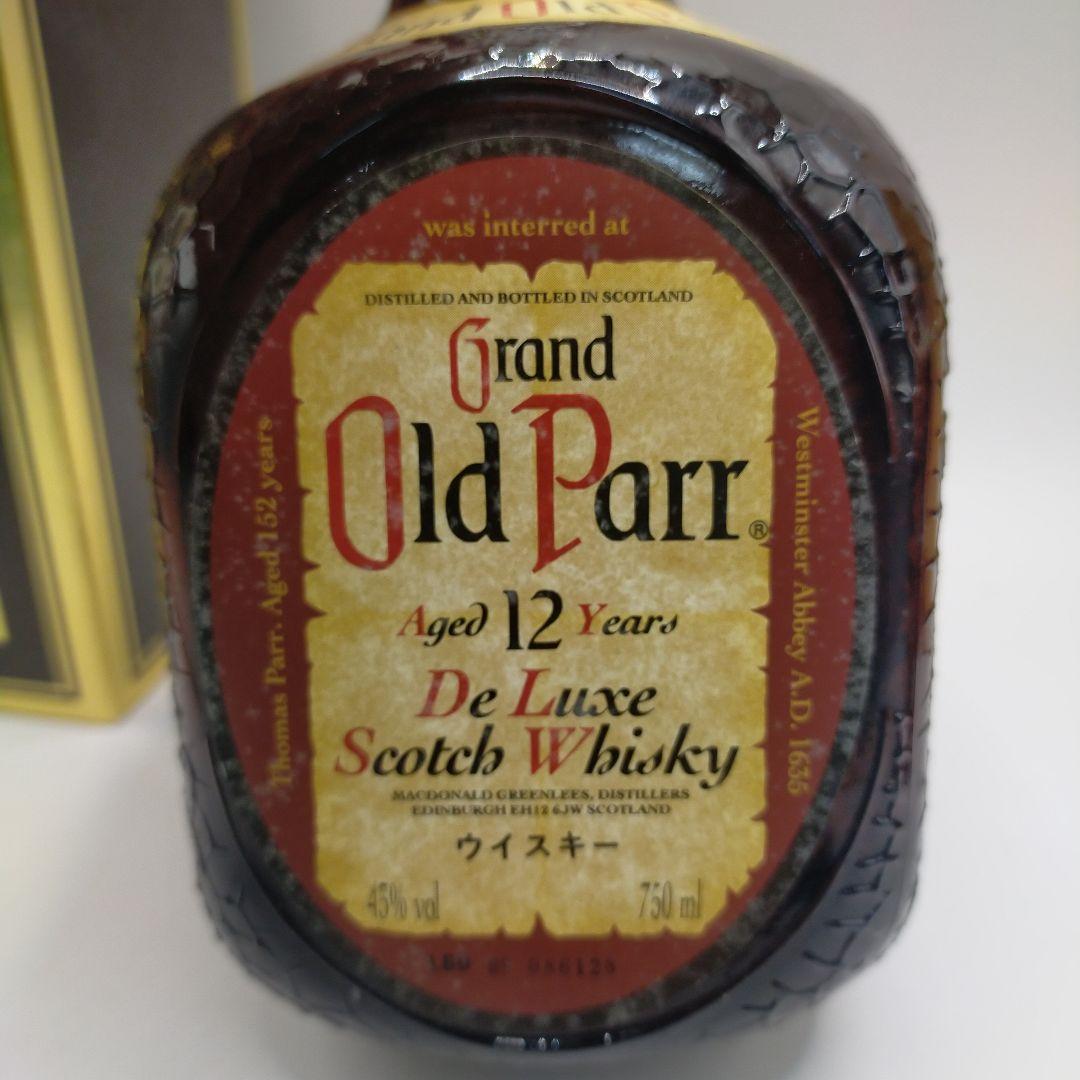 Old
was interred at
Thomas Parr. Aged 152 years
Westminster Abbey A.D. 1635
DISTILLED AND BOTTLED IN SCOTLAND
Grand
Old Parr®
Aged 12 Years
De Luxe
Scotch Whisky
MACDONALD GREENLEES, DISTILLERS
EDINBURGH EH12 6JW SCOTLAND
ウイスキー
43% vol
750 ml